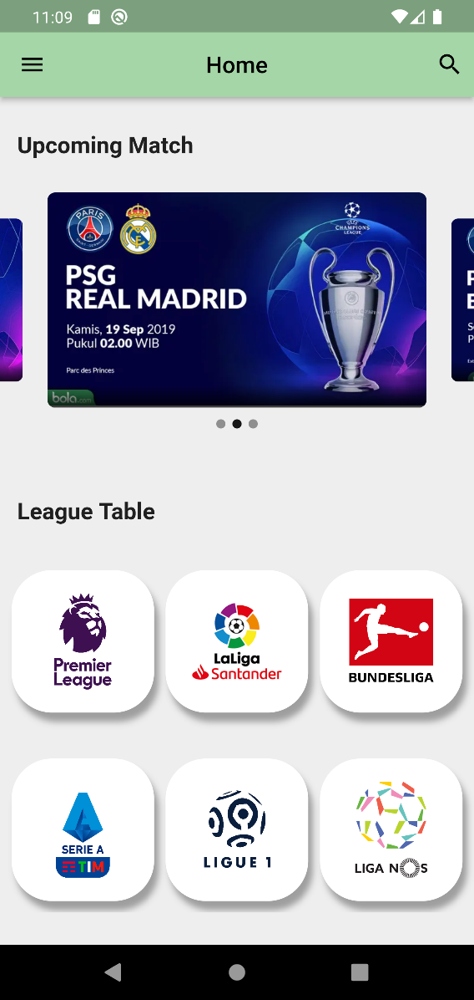 11:09
Home
Upcoming Match
PARIS
UEFA
CHAMPIONS
LEAGUE
PSG
REAL MADRID
Kamis, 19 Sep 2019
Pukul 02.00 WIB
Parc des Princes
bola.com
League Table
Premier
League
LaLiga
Santander
BUNDESLIGA
SERIE A
TIM
LIGUE 1
LIGA NOS